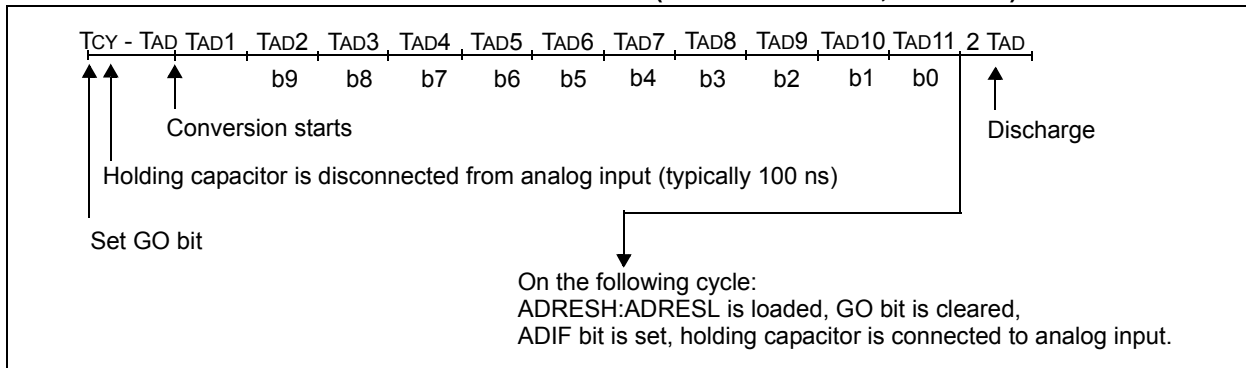 TCY - TAD TAD1 TAD2 TAD3 TAD4 TAD5 TAD6 TAD7 TAD8 TAD9 TAD10 TAD11 2 TAD
b9 b8 b7 b6 b5 b4 b3 b2 b1 b0
Conversion starts
Discharge
Holding capacitor is disconnected from analog input (typically 100 ns)
Set GO bit
On the following cycle:
ADRESH:ADRESL is loaded, GO bit is cleared,
ADIF bit is set, holding capacitor is connected to analog input.